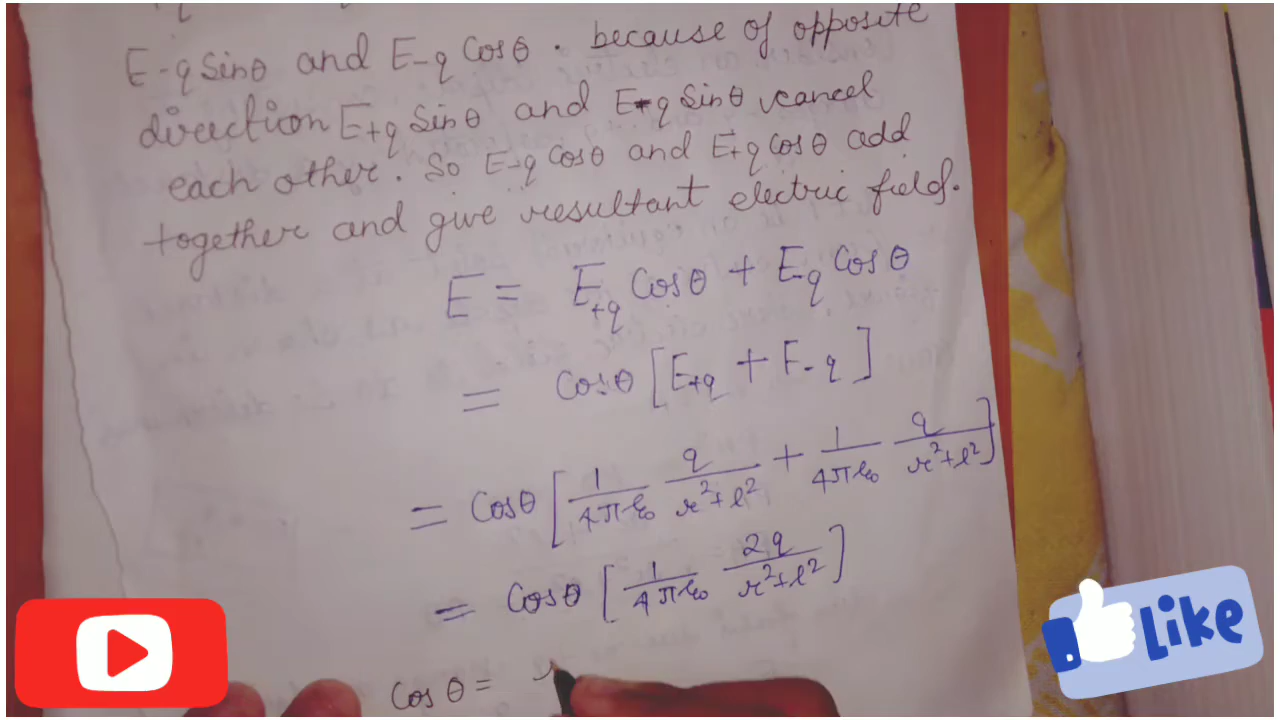 E-q Sinθ and E-q Cosθ. because of opposite
direction E+q Sinθ and E-q Sinθ cancel
each other. So E-q Cosθ and E+q Cosθ add
together and give resultant electric field.
E = E+q Cosθ + E-q Cosθ
= Cosθ [E+q + E-q]
= Cosθ [1/4πε₀ q/r²+l² + 1/4πε₀ q/r²+l²]
= Cosθ [1/4πε₀ 2q/r²+l²]
Cos θ =
Like